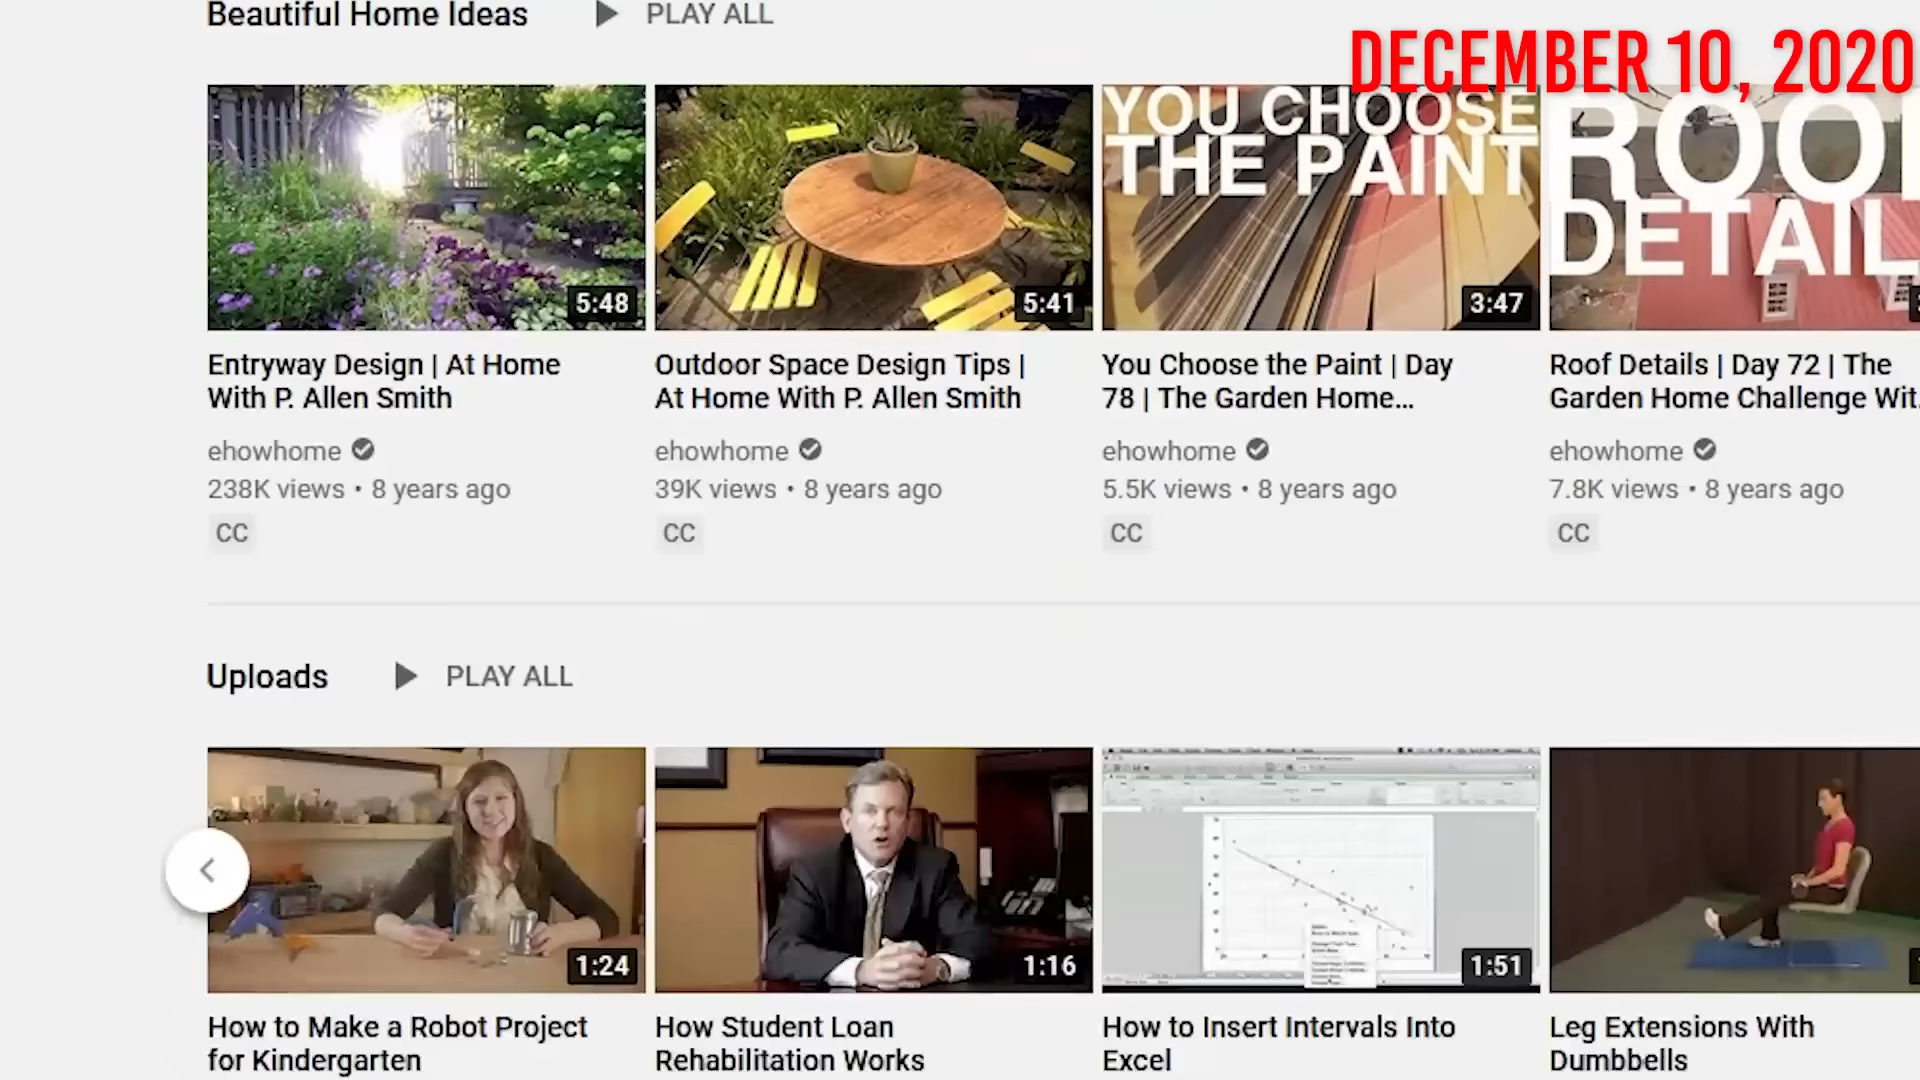 Beautiful Home Ideas
PLAY ALL
DECEMBER 10, 2020
YOU CHOOSE
THE PAINT
5:48
5:41
3:47
Entryway Design | At Home
With P. Allen Smith
ehowhome
238K views • 8 years ago
CC
Outdoor Space Design Tips |
At Home With P. Allen Smith
ehowhome
39K views • 8 years ago
CC
You Choose the Paint | Day
78 | The Garden Home...
ehowhome
5.5K views • 8 years ago
CC
Roof Details | Day 72 | The
Garden Home Challenge Wit.
ehowhome
7.8K views • 8 years ago
CC
Uploads
PLAY ALL
1:24
1:16
1:51
How to Make a Robot Project
for Kindergarten
How Student Loan
Rehabilitation Works
How to Insert Intervals Into
Excel
Leg Extensions With
Dumbbells